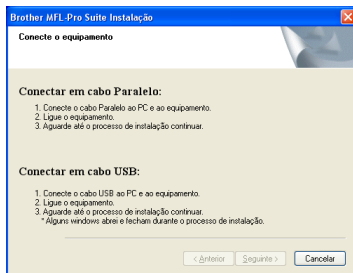 Brother MFL-Pro Suite Instalação
Conecte o equipamento
Conectar em cabo Paralelo:
1. Conecte o cabo Paralelo ao PC e ao equipamento.
2. Ligue o equipamento.
3. Aguarde até o processo de instalação continuar.
Conectar em cabo USB:
1. Conecte o cabo USB ao PC e ao equipamento.
2. Ligue o equipamento.
3. Aguarde até o processo de instalação continuar.
* Alguns windows abrei e fecham durante o processo de instalação.
< Anterior Seguinte > Cancelar